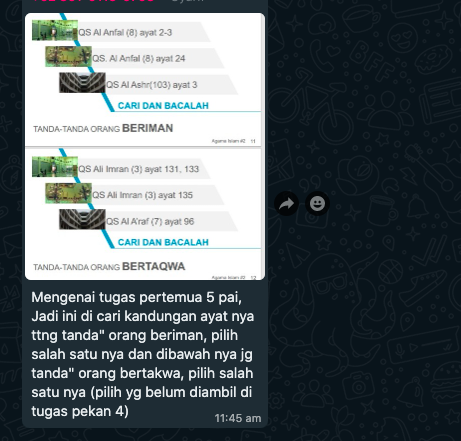 QS Al Anfal (8) ayat 2-3
QS. Al Anfal (8) ayat 24
QS Al Ashr(103) ayat 3
CARI DAN BACALAH
TANDA-TANDA ORANG BERIMAN
Agama Islam #2 11
QS Ali Imran (3) ayat 131, 133
QS Ali Imran (3) ayat 135
QS Al A'raf (7) ayat 96
CARI DAN BACALAH
TANDA-TANDA ORANG BERTAQWA
Agama Islam #2 12
Mengenai tugas pertemua 5 pai,
Jadi ini di cari kandungan ayat nya
ttng tanda" orang beriman, pilih
salah satu nya dan dibawah nya jg
tanda" orang bertakwa, pilih salah
satu nya (pilih yg belum diambil di
tugas pekan 4)
11:45 am